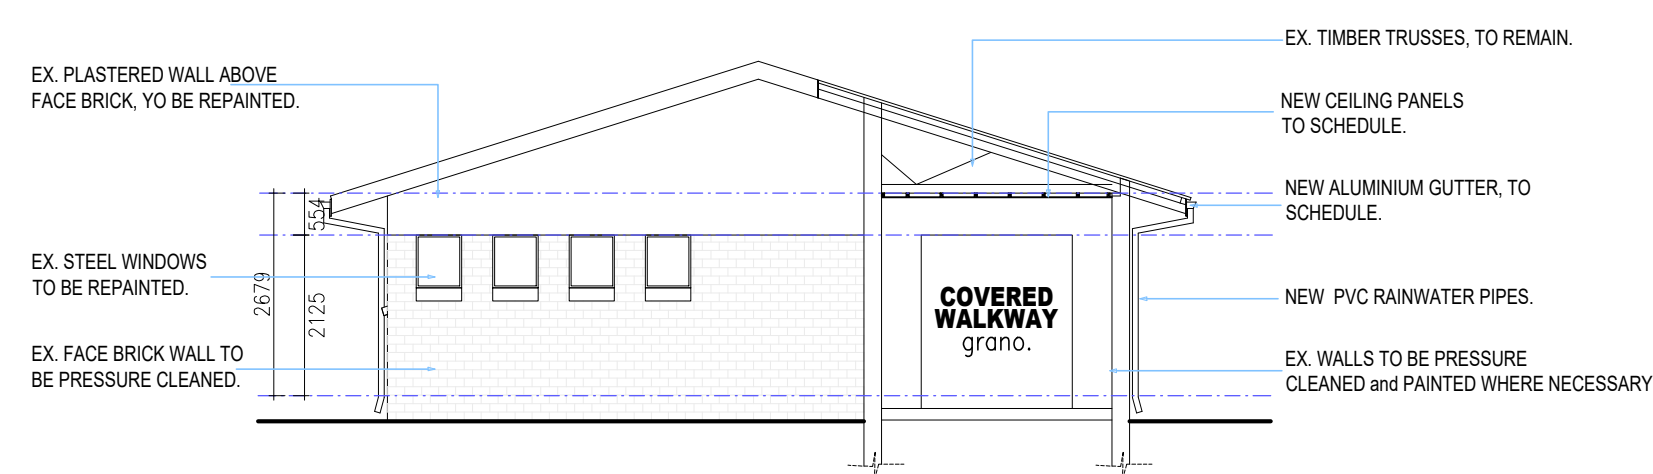 EX. PLASTERED WALL ABOVE
FACE BRICK, YO BE REPAINTED.
EX. STEEL WINDOWS
TO BE REPAINTED.
EX. FACE BRICK WALL TO
BE PRESSURE CLEANED.
2679
554
2125
COVERED
WALKWAY
grano.
EX. TIMBER TRUSSES, TO REMAIN.
NEW CEILING PANELS
TO SCHEDULE.
NEW ALUMINIUM GUTTER, TO
SCHEDULE.
NEW PVC RAINWATER PIPES.
EX. WALLS TO BE PRESSURE
CLEANED and PAINTED WHERE NECESSARY